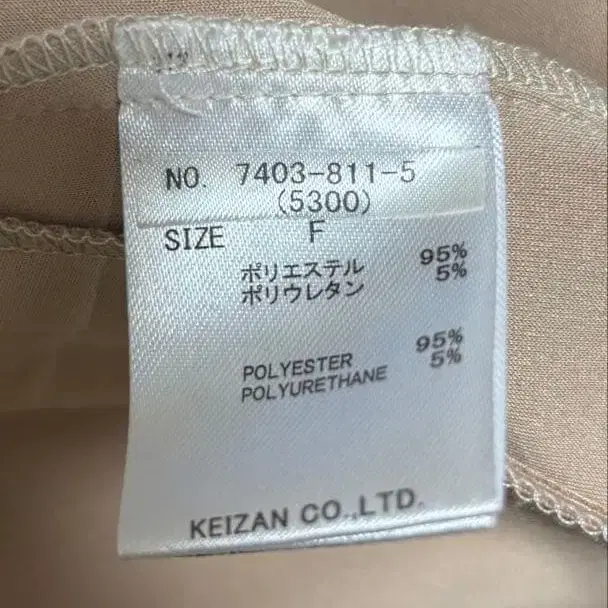 NO. 7403-811-5
(5300)
SIZE F
ポリエステル 95%
ポリウレタン 5%
POLYESTER 95%
POLYURETHANE 5%
KEIZAN CO.,LTD.